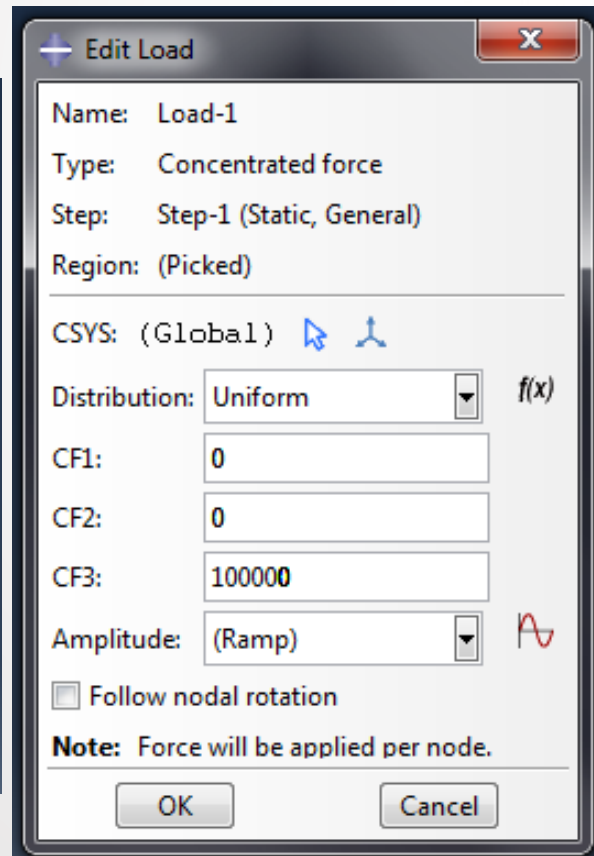 Edit Load
Name: Load-1
Type: Concentrated force
Step: Step-1 (Static, General)
Region: (Picked)
CSYS: (Global)
Distribution: Uniform f(x)
CF1: 0
CF2: 0
CF3: 100000
Amplitude: (Ramp)
Follow nodal rotation
Note: Force will be applied per node.
OK Cancel